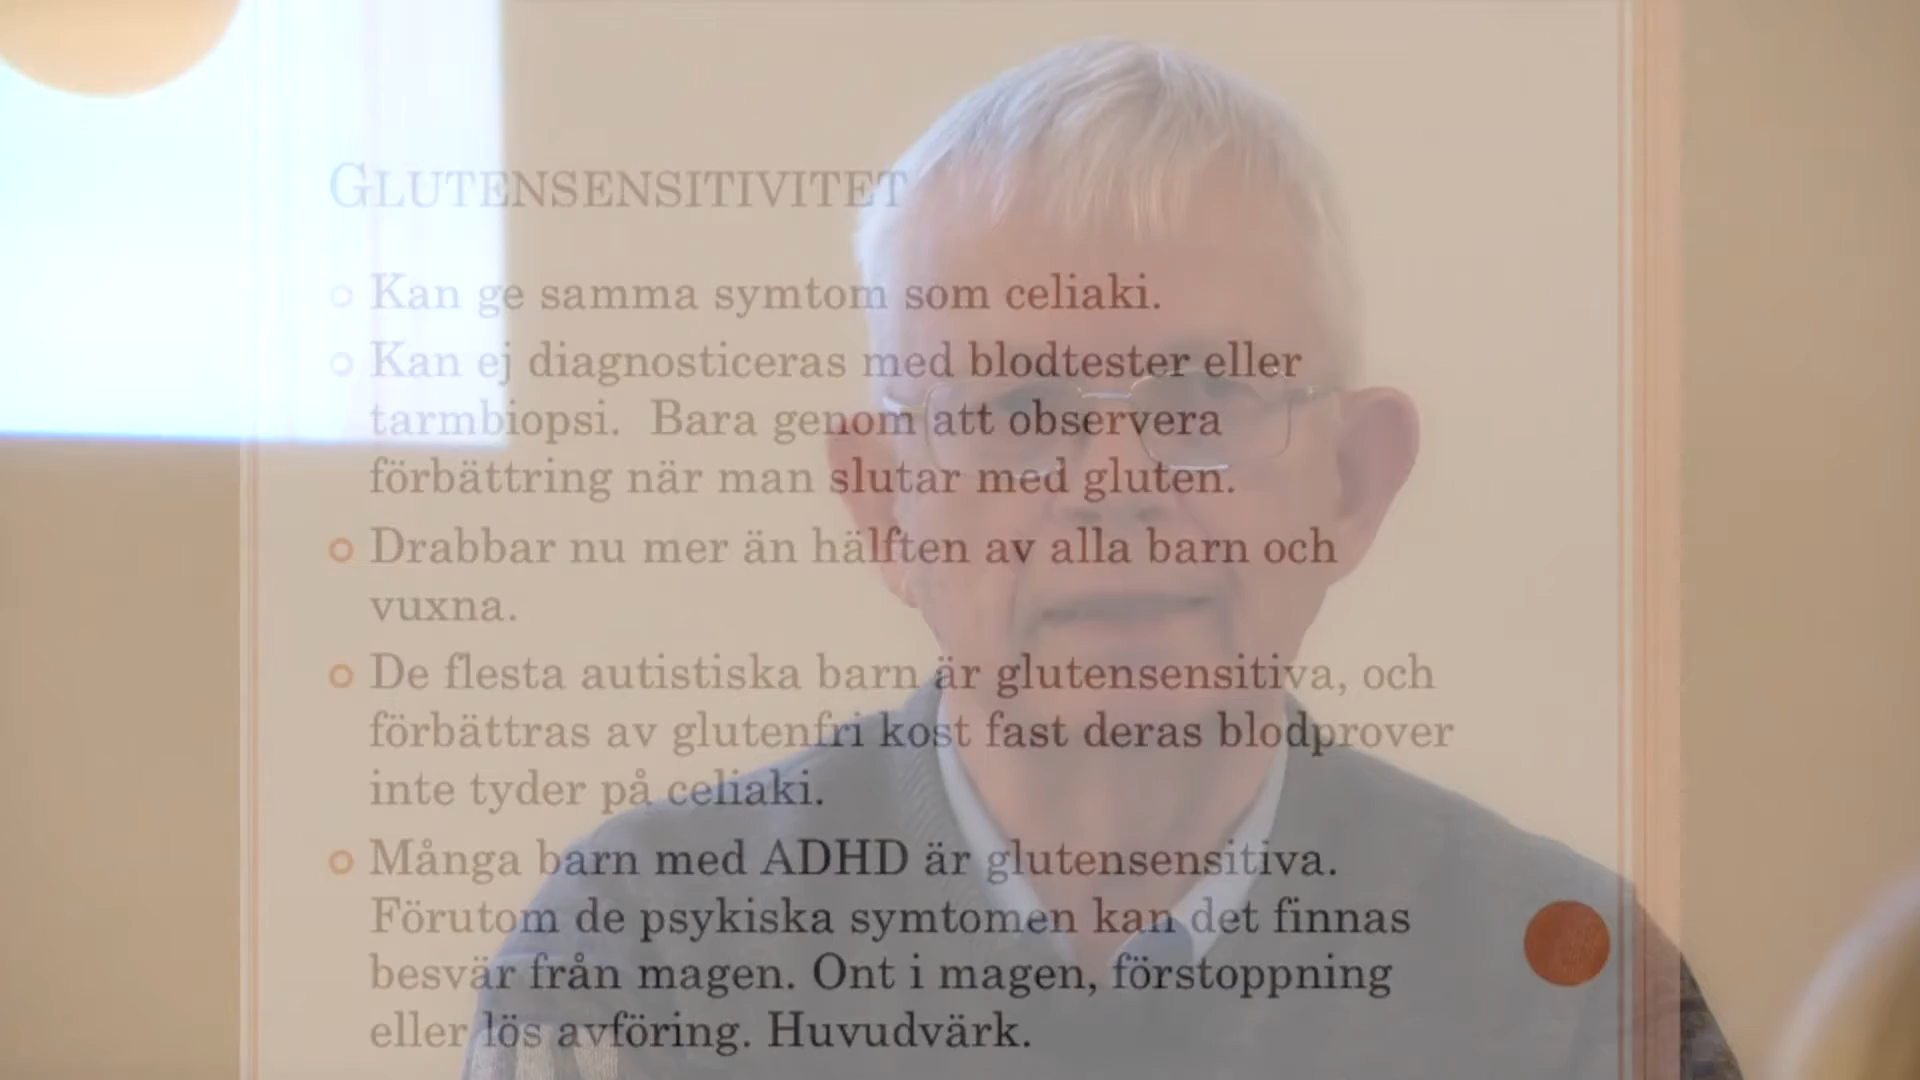 GLUTENSENSITIVITET
Kan ge samma symtom som celiaki.
Kan ej diagnosticeras med blodtester eller
tarmbiopsi. Bara genom att observera
förbättring när man slutar med gluten.
Drabbar nu mer än hälften av alla barn och
vuxna.
De flesta autistiska barn är glutensensitiva, och
förbättras av glutenfri kost fast deras blodprover
inte tyder på celiaki.
Många barn med ADHD är glutensensitiva.
Förutom de psykiska symtomen kan det finnas
besvär från magen. Ont i magen, förstoppning
eller lös avföring. Huvudvärk.